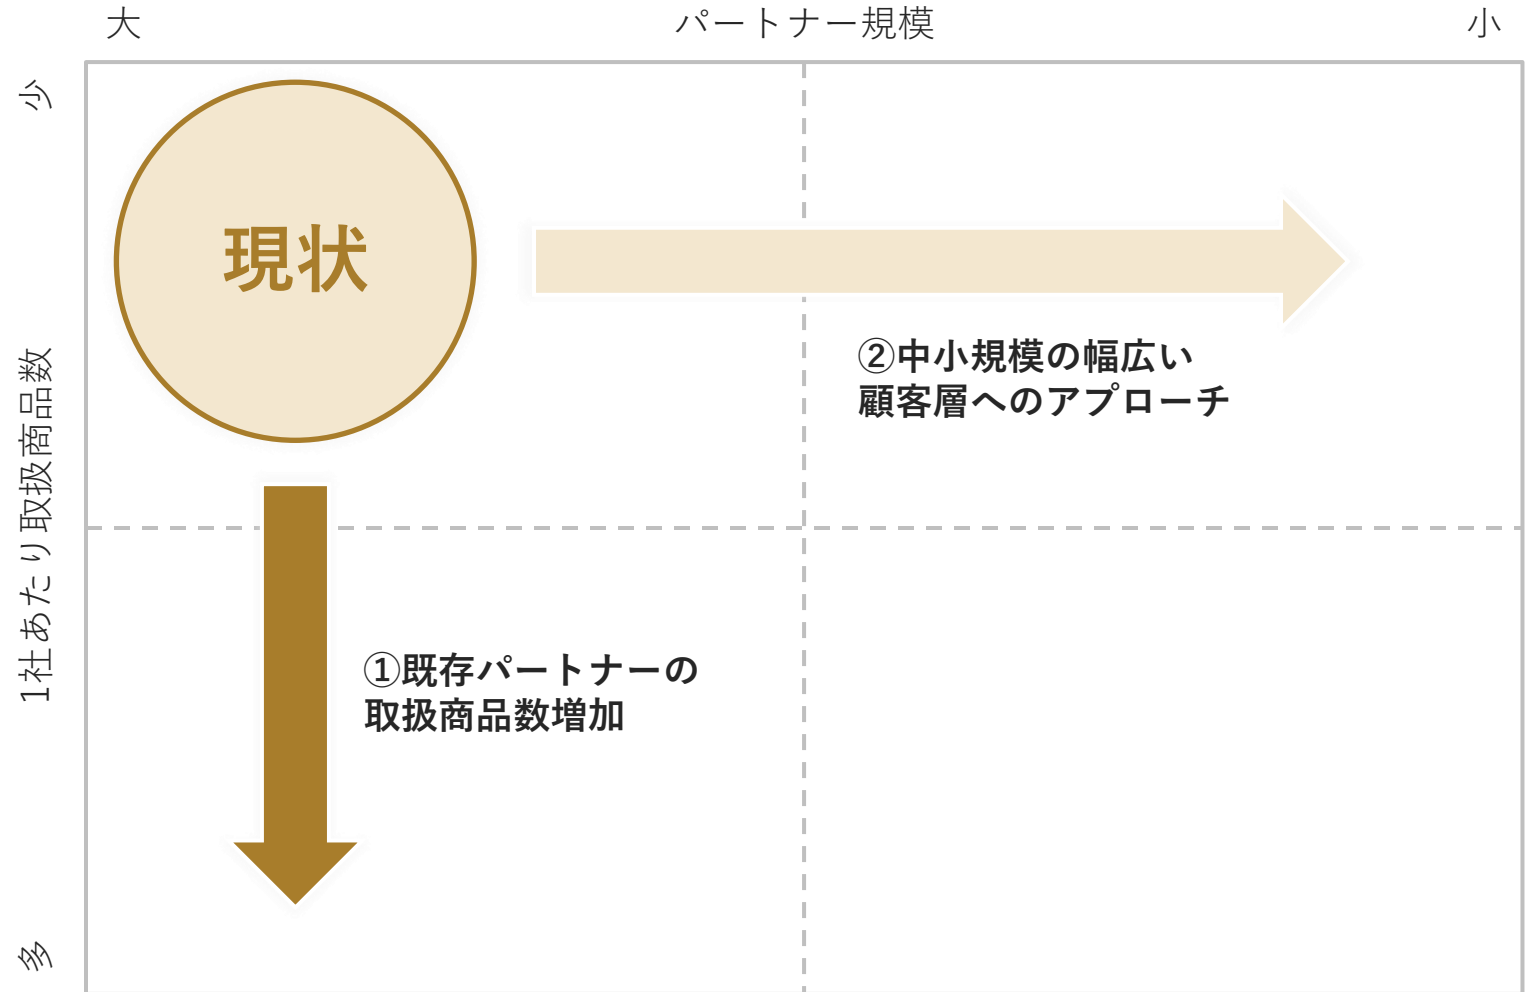 大
パートナー規模
小
少
1社あたり取扱商品数
多
現状
②中小規模の幅広い
顧客層へのアプローチ
①既存パートナーの
取扱商品数増加